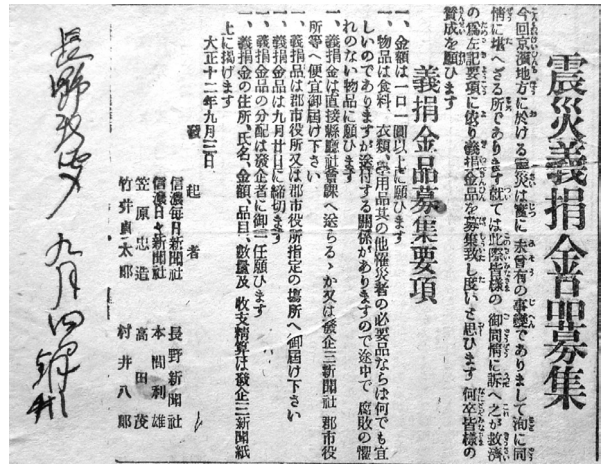 震災義捐金品募集
今回京濱地方に於ける震災は實に未曾有の事變でありまして洵に同
情に堪へざる所であります就ては此際皆様の御同情に訴へ之が救濟
の為左記要項に依り義捐金品を募集致し度いと思ひます何卒皆様の
賛成を願ひます
義捐金品募集要項
一、金額は一口一圓以上に願ひます
一、物品は食料、衣類、日用品其の他罹災者の必要品ならば何でも宜
しいのでありますが送付する關係がありますので途中で腐敗の懼
れのない物品に願ひます
一、義捐金は直接縣廳社會課へ送らるゝか又は發企三新聞社郡市役
所等へ便宜御屆け下さい
一、義捐品は郡市役所又は郡市役所指定の場所へ御屆け下さい
一、義捐金品は九月廿日に締切ます
一、義捐金品の分配は發企者に御一任願ひます
一、義捐金の住所、氏名、金額、品目、數量及收支精算は發企三新聞紙
上に掲げます
大正十二年九月三日
發起者
信濃毎日新聞社
長野新聞社
信濃日々新聞社
本間利雄
笠原忠造
高田茂
竹井貞太郎
村井八郎
長野
九月四